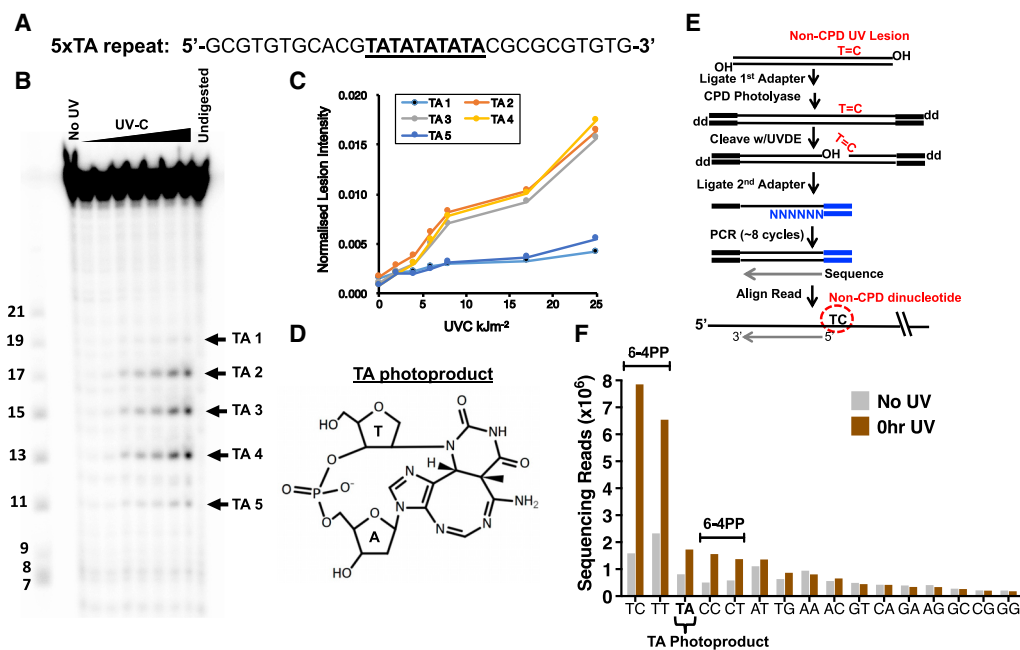 A
5xTA repeat: 5'-GCGTGTGCACGTATATATATACGCGCGTGTG-3'
B
No UV
UV-C
Undigested
21
19
17
15
13
11
9
8
7
TA 1
TA 2
TA 3
TA 4
TA 5
C
Normalised Lesion Intensity
0.020
0.015
0.010
0.005
0.000
TA 1
TA 2
TA 3
TA 4
TA 5
0 5 10 15 20 25
UVC kJm-2
D
TA photoproduct
HO
O
T
O
O
P
O-
O
O
A
HO
N
N
N
H
O
NH
O
N
NH2
N
N
E
Non-CPD UV Lesion
T=C
OH
OH
Ligate 1st Adapter
CPD Photolyase
T=C
dd
dd
Cleave w/UVDE
T=C
OH
dd
dd
Ligate 2nd Adapter
NNNNNN
PCR (~8 cycles)
Sequence
Align Read
Non-CPD dinucleotide
TC
5'
3'
5'
F
6-4PP
Sequencing Reads (x10⁶)
8
7
6
5
4
3
2
1
0
No UV
0hr UV
6-4PP
TC TT TA CC CT AT TG AA AC GT CA GA AG GC CG GG
TA Photoproduct